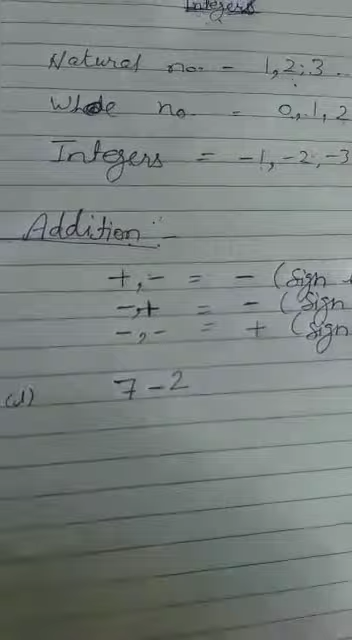 Integers
Natural no. - 1, 2, 3 ..
Whole no = 0, 1, 2
Integers = -1, -2, -3
Addition :-
+, - = - (Sign
-, + = - (Sign
-, - = + (Sign
(1) 7 - 2